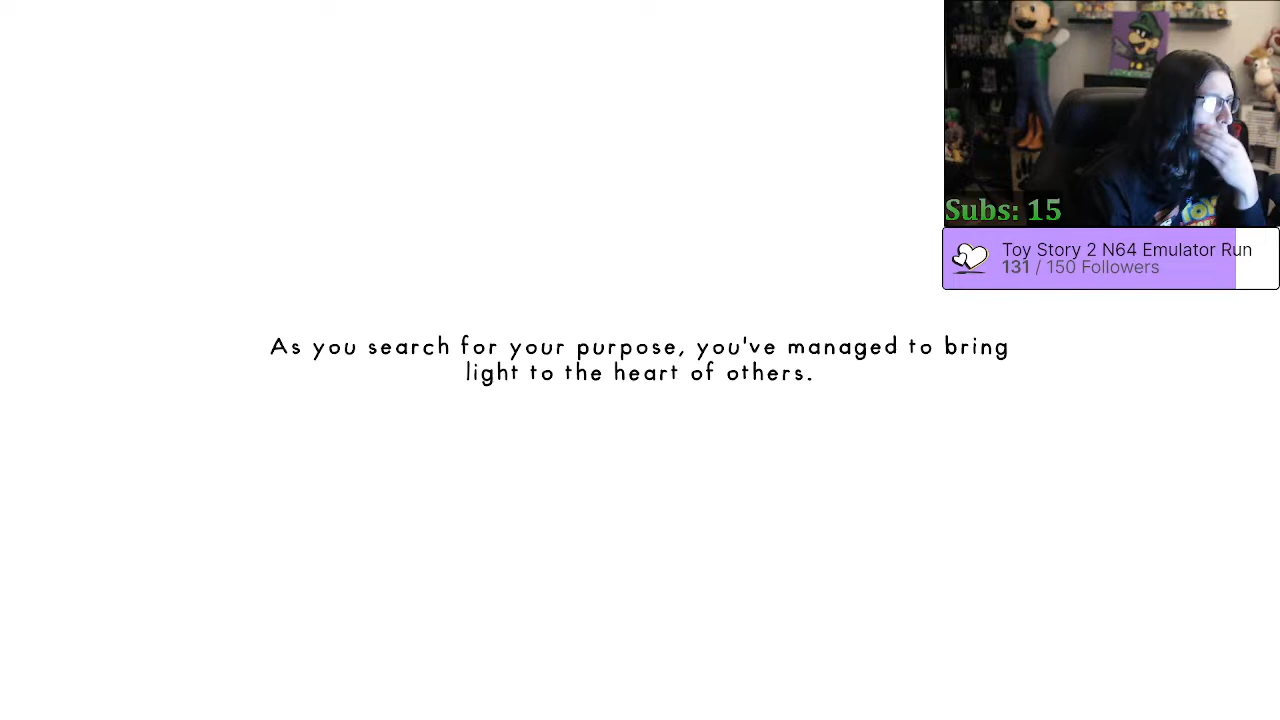 Subs: 15
Toy Story 2 N64 Emulator Run
131 / 150 Followers
As you search for your purpose, you've managed to bring
light to the heart of others.